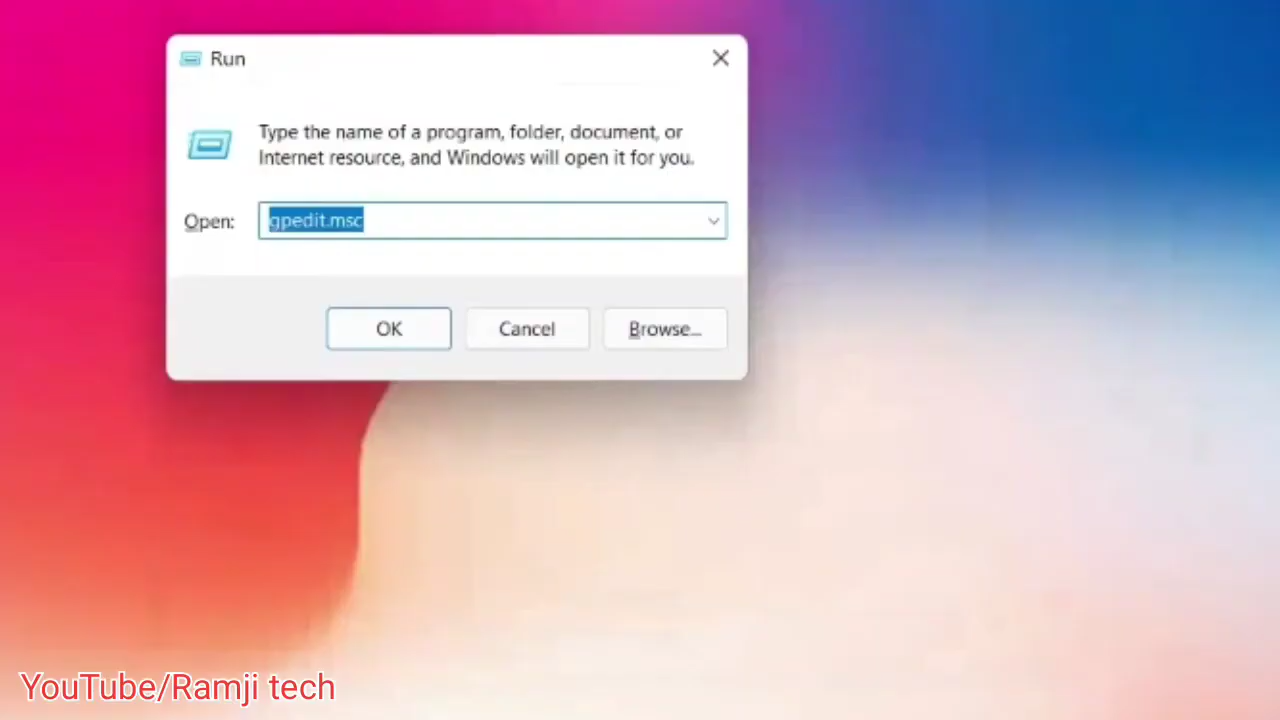 Run
Type the name of a program, folder, document, or
Internet resource, and Windows will open it for you.
Open: gpedit.msc
OK Cancel Browse...
YouTube/Ramji tech